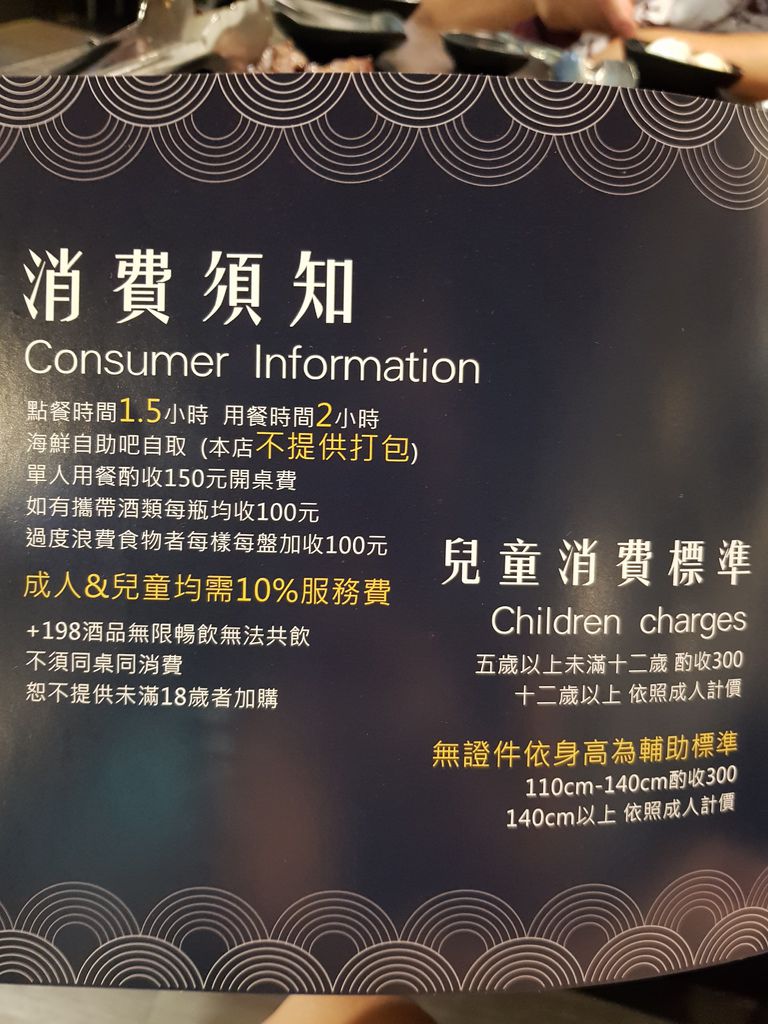 消費須知
Consumer Information
點餐時間1.5小時 用餐時間2小時
海鮮自助吧自取 (本店不提供打包)
單人用餐酌收150元開桌費
如有攜帶酒類每瓶均收100元
過度浪費食物者每樣每盤加收100元
成人&兒童均需10%服務費
+198酒品無限暢飲無法共飲
不須同桌同消費
恕不提供未滿18歲者加購
兒童消費標準
Children charges
五歲以上未滿十二歲 酌收300
十二歲以上 依照成人計價
無證件依身高為輔助標準
110cm-140cm酌收300
140cm以上 依照成人計價